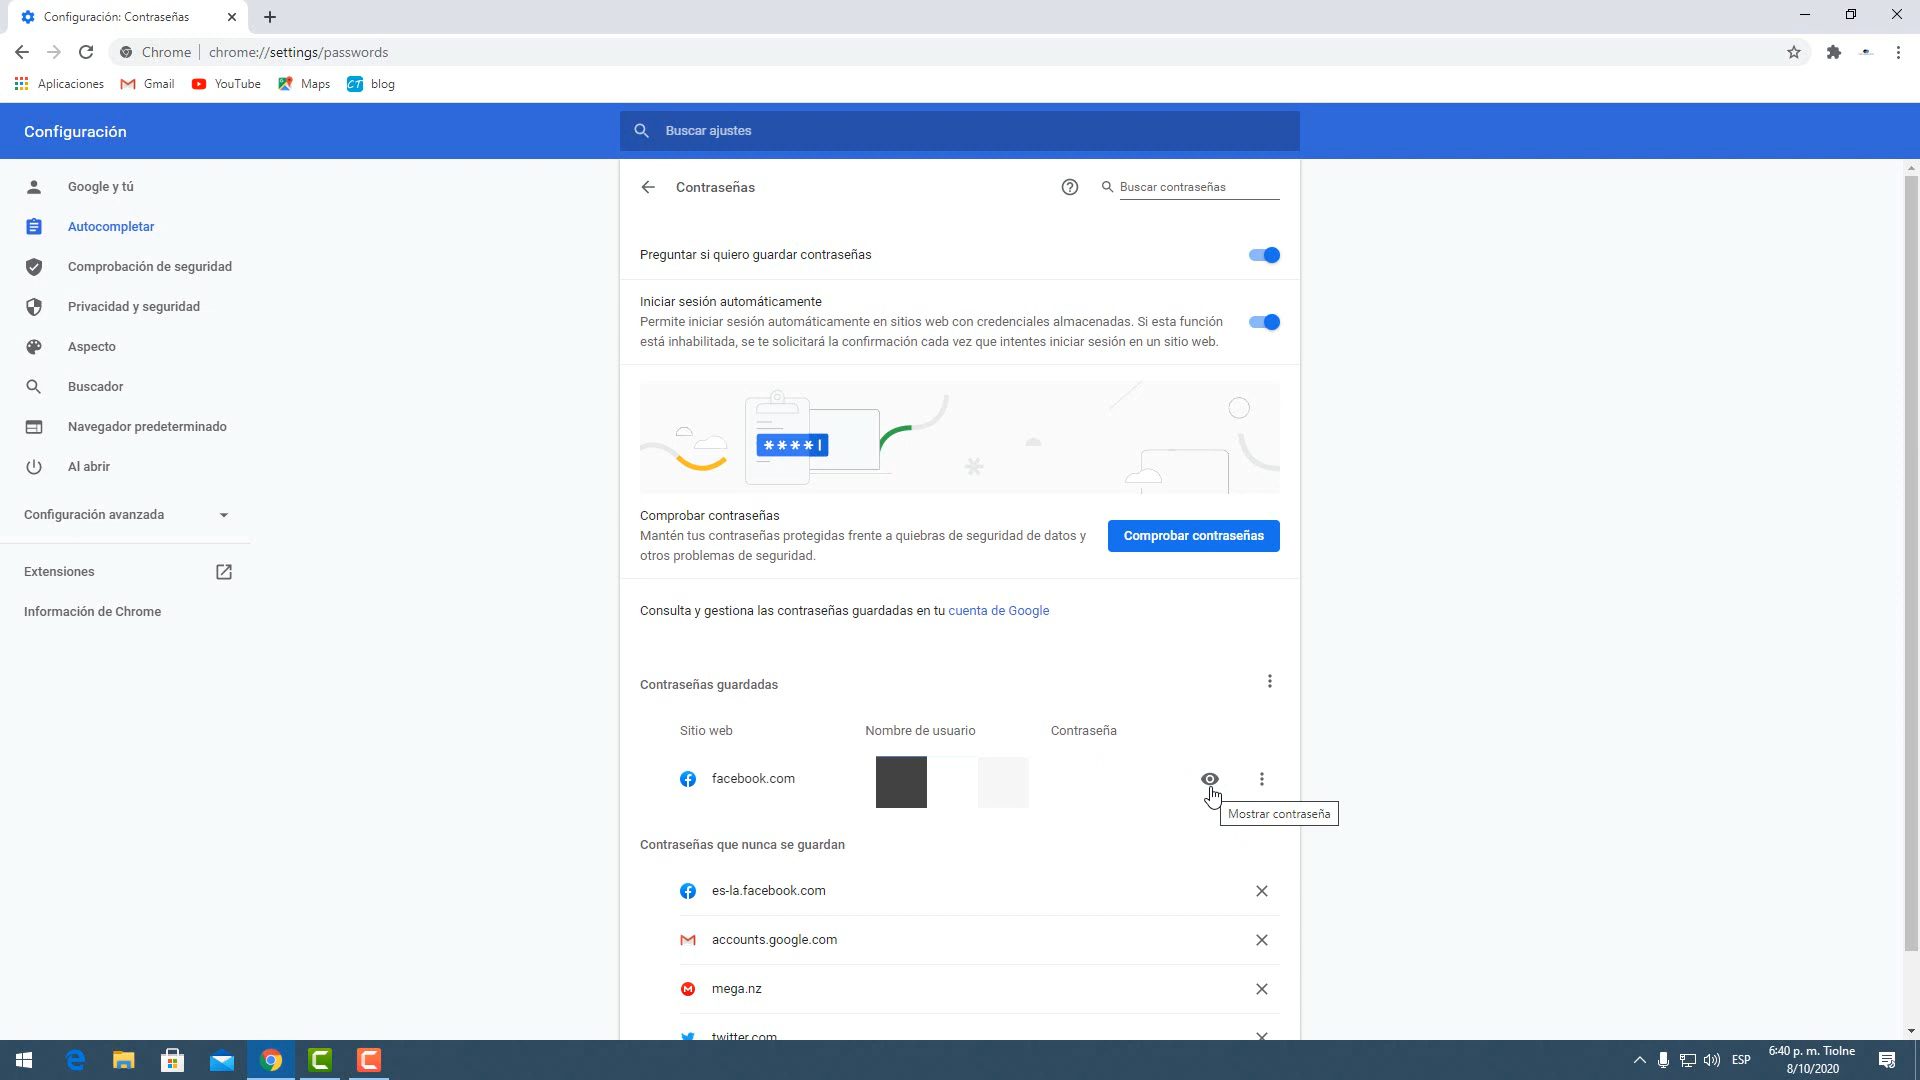 Configuración: Contraseñas
Chrome chrome://settings/passwords
Aplicaciones Gmail YouTube Maps CT blog
Configuración
Buscar ajustes
Google y tú
Autocompletar
Comprobación de seguridad
Privacidad y seguridad
Aspecto
Buscador
Navegador predeterminado
Al abrir
Configuración avanzada
Extensiones
Información de Chrome
Contraseñas
Buscar contraseñas
Preguntar si quiero guardar contraseñas
Iniciar sesión automáticamente
Permite iniciar sesión automáticamente en sitios web con credenciales almacenadas. Si esta función
está inhabilitada, se te solicitará la confirmación cada vez que intentes iniciar sesión en un sitio web.
****|
Comprobar contraseñas
Mantén tus contraseñas protegidas frente a quiebras de seguridad de datos y
otros problemas de seguridad.
Comprobar contraseñas
Consulta y gestiona las contraseñas guardadas en tu cuenta de Google
Contraseñas guardadas
Sitio web Nombre de usuario Contraseña
facebook.com
Mostrar contraseña
Contraseñas que nunca se guardan
es-la.facebook.com
accounts.google.com
mega.nz
twitter.com
ESP
6:40 p. m. Tiolne
8/10/2020